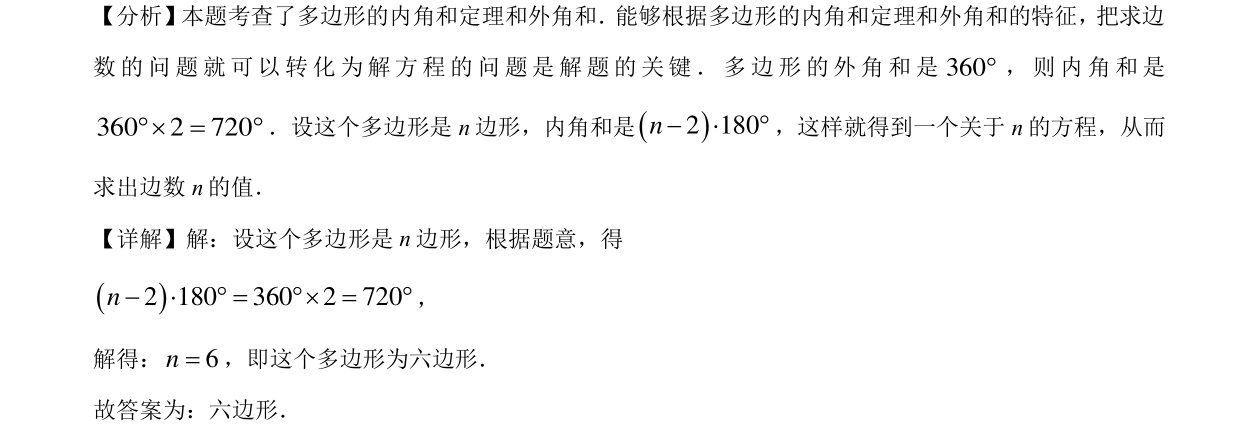 【分析】本题考查了多边形的内角和定理和外角和．能够根据多边形的内角和定理和外角和的特征，把求边
数的问题就可以转化为解方程的问题是解题的关键．多边形的外角和是360°，则内角和是
360°×2=720°．设这个多边形是n边形，内角和是(n−2)·180°，这样就得到一个关于n的方程，从而
求出边数n的值．
【详解】解：设这个多边形是n边形，根据题意，得
(n−2)·180°=360°×2=720°，
解得：n=6，即这个多边形为六边形．
故答案为：六边形．